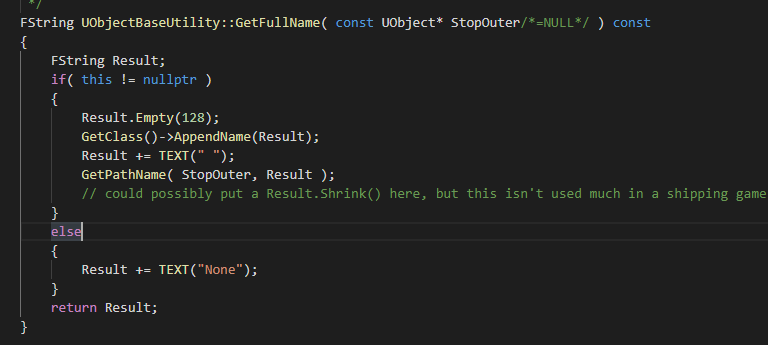 */
FString UObjectBaseUtility::GetFullName( const UObject* StopOuter/*=NULL*/ ) const
{
    FString Result;
    if( this != nullptr )
    {
        Result.Empty(128);
        GetClass()->AppendName(Result);
        Result += TEXT(" ");
        GetPathName( StopOuter, Result );
        // could possibly put a Result.Shrink() here, but this isn't used much in a shipping game
    }
    else
    {
        Result += TEXT("None");
    }
    return Result;
}